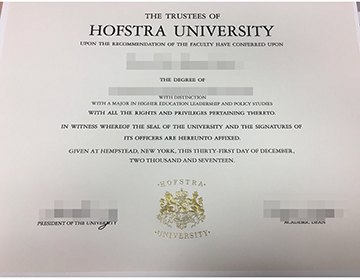 THE TRUSTEES OF
HOFSTRA UNIVERSITY
UPON THE RECOMMENDATION OF THE FACULTY HAVE CONFERRED UPON
THE DEGREE OF
WITH DISTINCTION
WITH A MAJOR IN HIGHER EDUCATION LEADERSHIP AND POLICY STUDIES
WITH ALL THE RIGHTS AND PRIVILEGES PERTAINING THERETO.
IN WITNESS WHEREOF THE SEAL OF THE UNIVERSITY AND THE SIGNATURES OF
ITS OFFICERS ARE HEREUNTO AFFIXED.
GIVEN AT HEMPSTEAD, NEW YORK, THIS THIRTY-FIRST DAY OF DECEMBER,
TWO THOUSAND AND SEVENTEEN.
HOFSTRA
UNIVERSITY
PRESIDENT OF THE UNIVERSITY
ACADEMIC DEAN